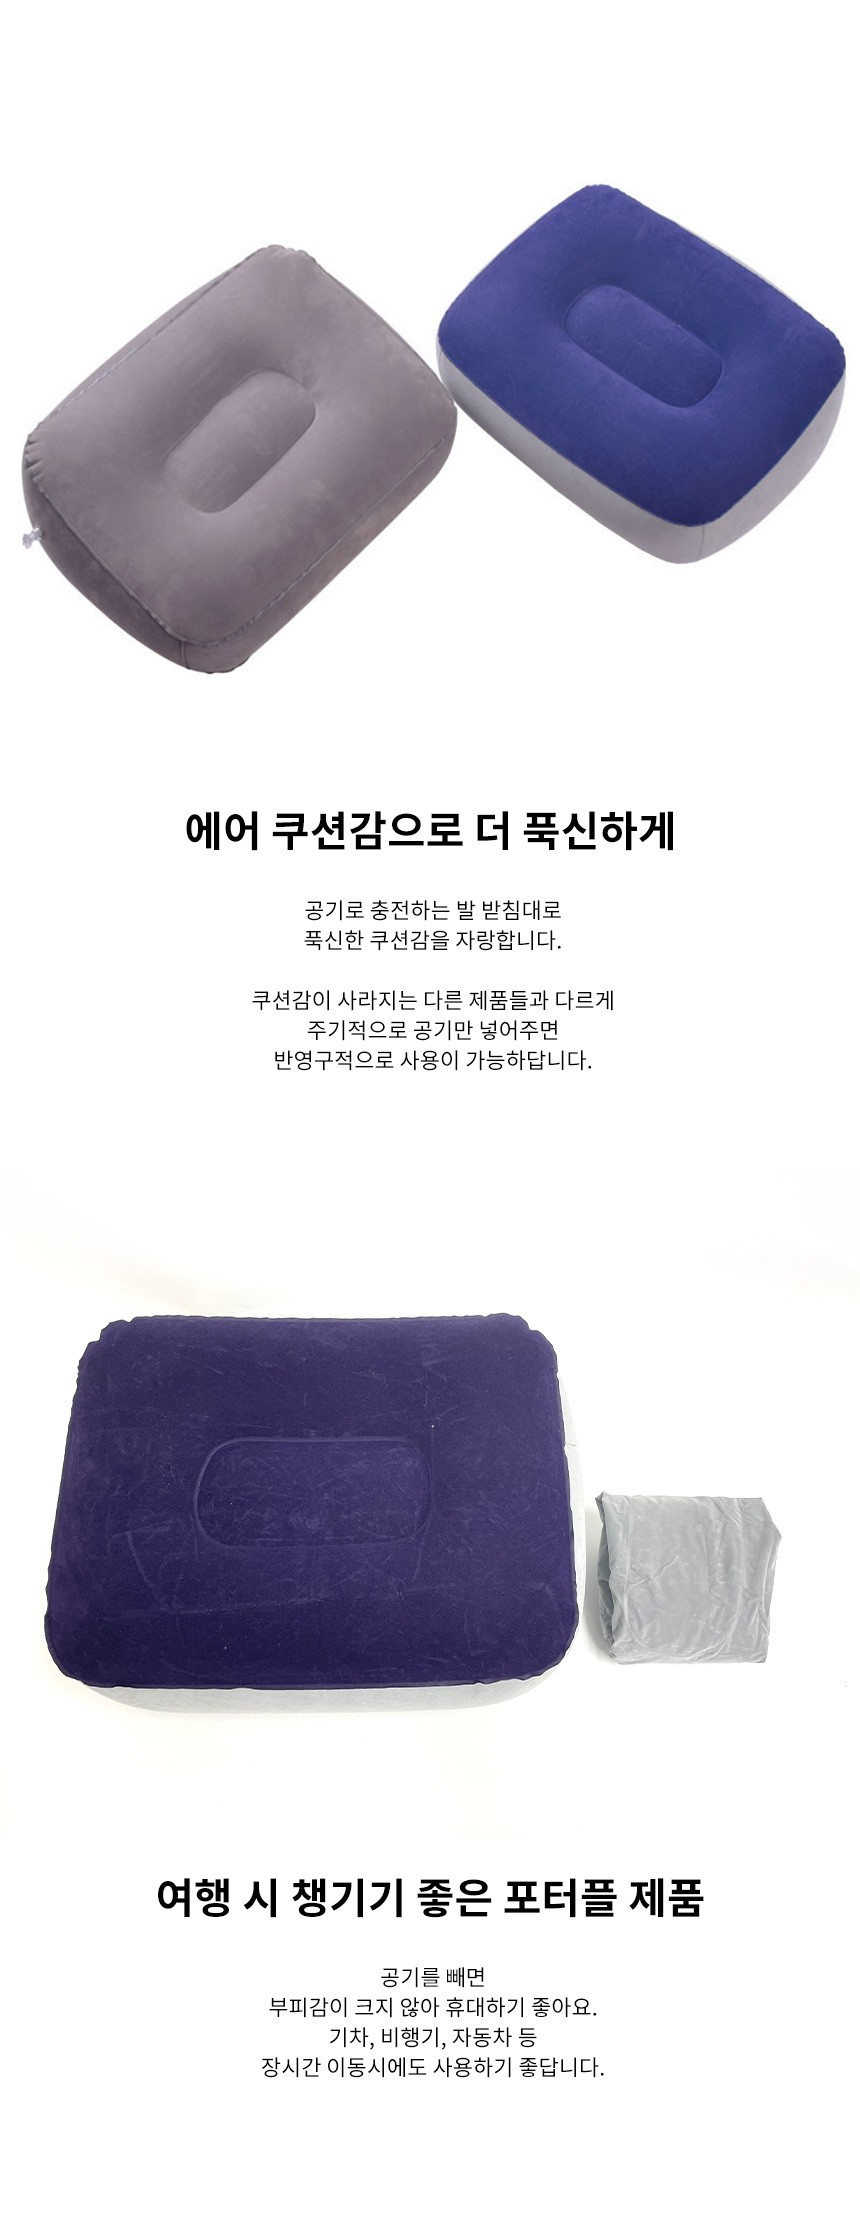 에어 쿠션감으로 더 푹신하게
공기로 충전하는 발 받침대로
푹신한 쿠션감을 자랑합니다.
쿠션감이 사라지는 다른 제품들과 다르게
주기적으로 공기만 넣어주면
반영구적으로 사용이 가능하답니다.
여행 시 챙기기 좋은 포터플 제품
공기를 빼면
부피감이 크지 않아 휴대하기 좋아요.
기차, 비행기, 자동차 등
장시간 이동시에도 사용하기 좋답니다.